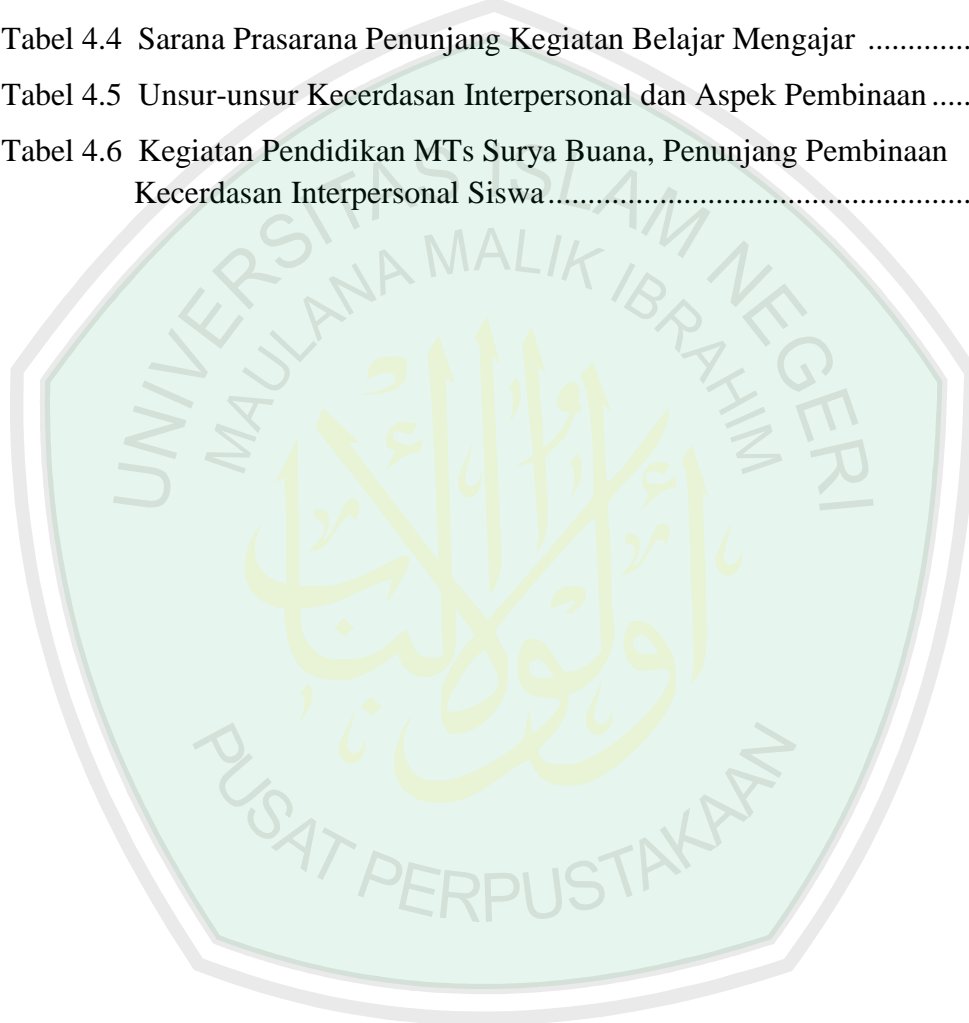 Tabel 4.4 Sarana Prasarana Penunjang Kegiatan Belajar Mengajar .............
Tabel 4.5 Unsur-unsur Kecerdasan Interpersonal dan Aspek Pembinaan .....
Tabel 4.6 Kegiatan Pendidikan MTs Surya Buana, Penunjang Pembinaan
Kecerdasan Interpersonal Siswa ....................................................
UNIVERSITAS ISLAM NEGERI
MAULANA MALIK IBRAHIM
PUSAT PERPUSTAKAAN